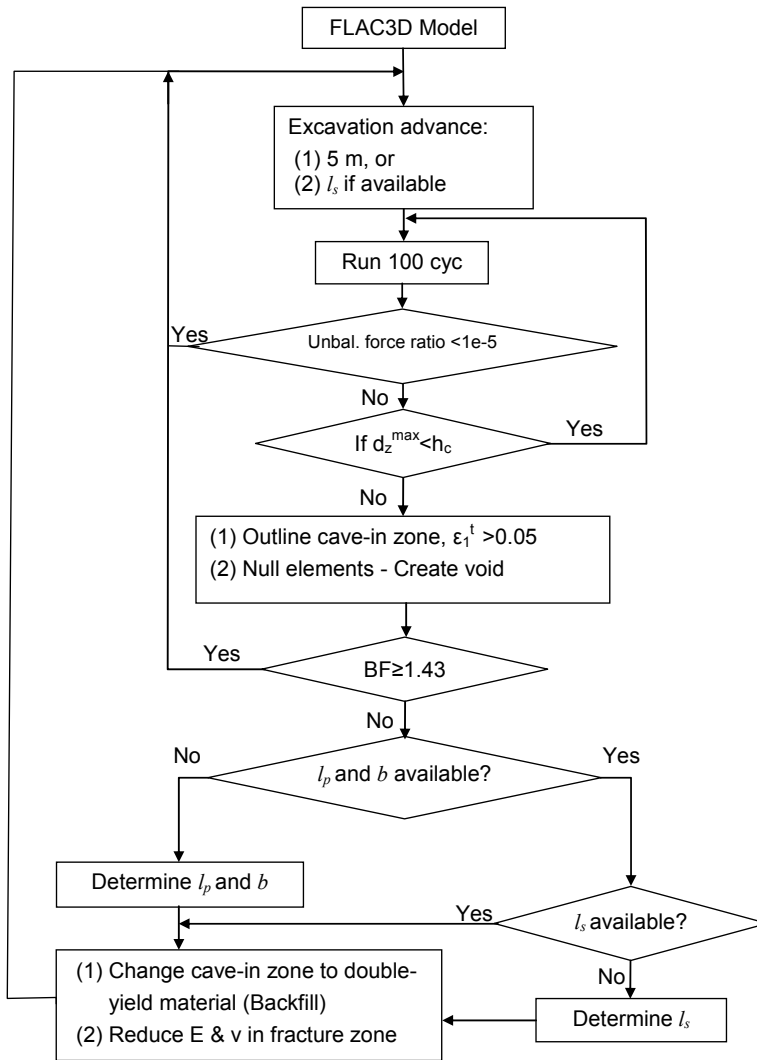 FLAC3D Model
Excavation advance:
(1) 5 m, or
(2) lₛ if available
Run 100 cyc
Yes
Unbal. force ratio <1e-5
No
If d_z^max<h_c
Yes
No
(1) Outline cave-in zone, ε₁ᵗ >0.05
(2) Null elements - Create void
Yes
BF≥1.43
No
No
Yes
lₚ and b available?
Determine lₚ and b
Yes
lₛ available?
(1) Change cave-in zone to double-
yield material (Backfill)
(2) Reduce E & ν in fracture zone
No
Determine lₛ